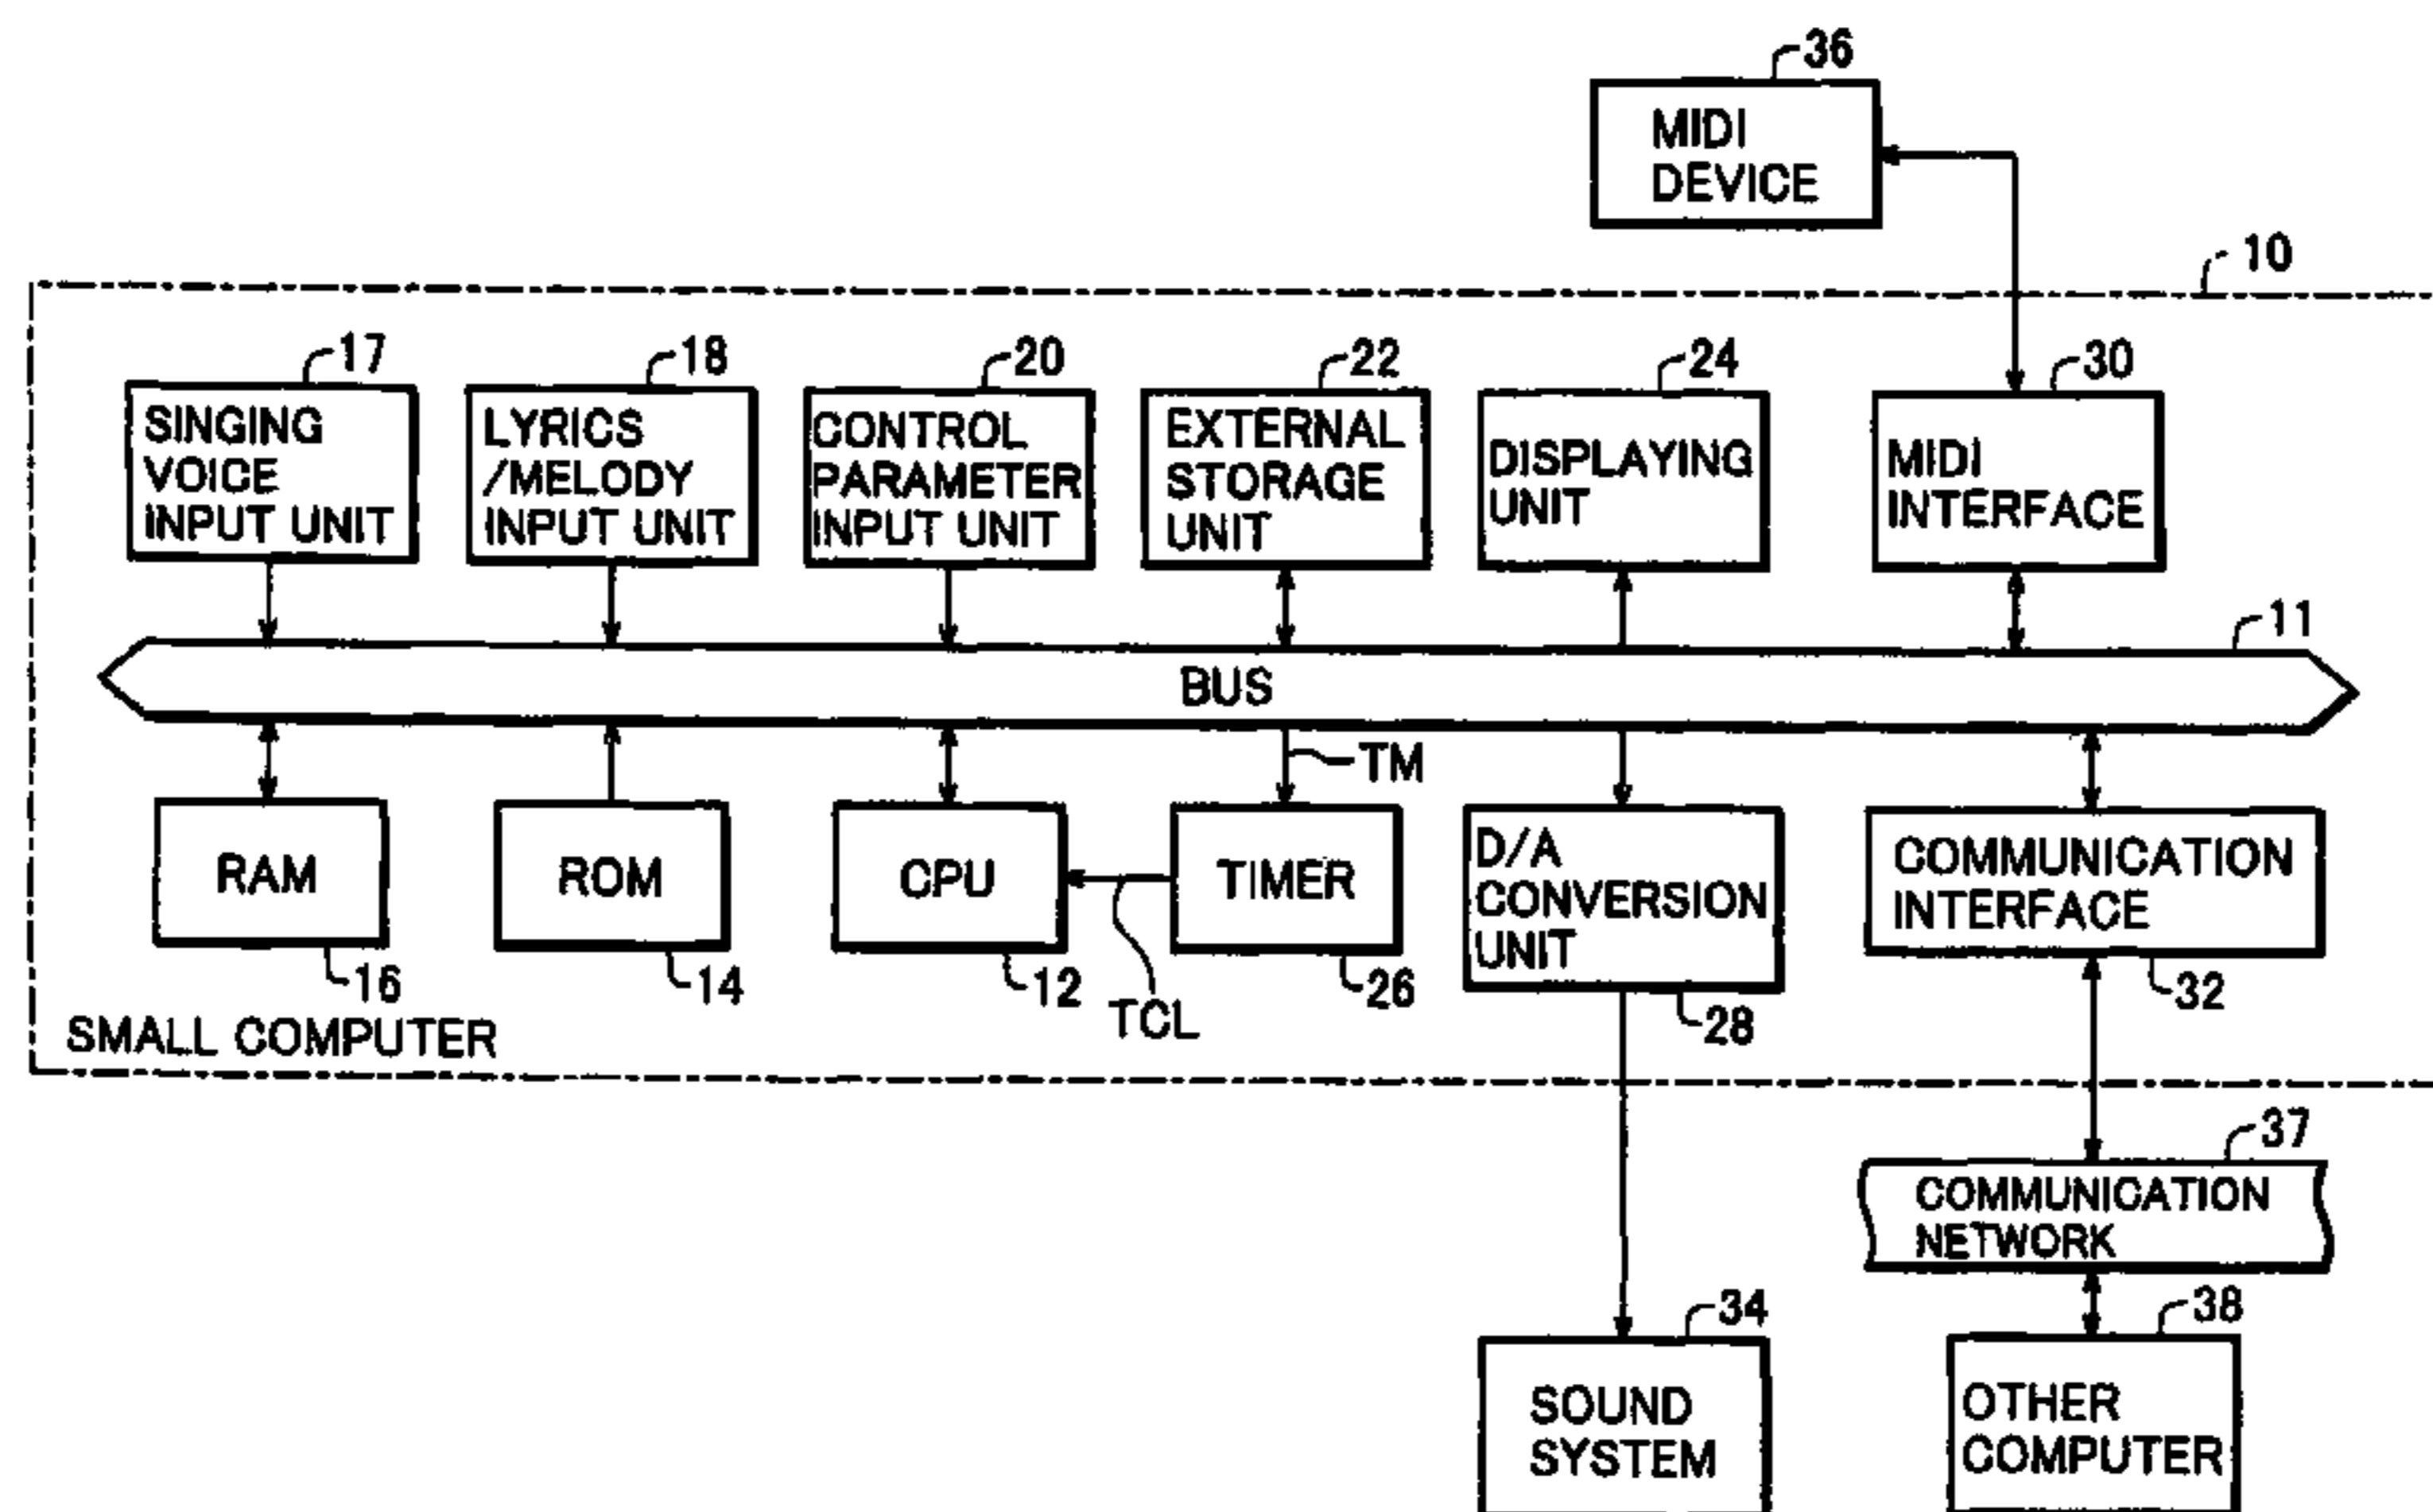 36
MIDI
DEVICE
10
17
18
20
22
24
30
SINGING
VOICE
INPUT UNIT
LYRICS
/MELODY
INPUT UNIT
CONTROL
PARAMETER
INPUT UNIT
EXTERNAL
STORAGE
UNIT
DISPLAYING
UNIT
MIDI
INTERFACE
11
BUS
TM
RAM
ROM
CPU
TIMER
D/A
CONVERSION
UNIT
COMMUNICATION
INTERFACE
16
14
12
TCL
26
28
32
SMALL COMPUTER
37
COMMUNICATION
NETWORK
34
38
SOUND
SYSTEM
OTHER
COMPUTER